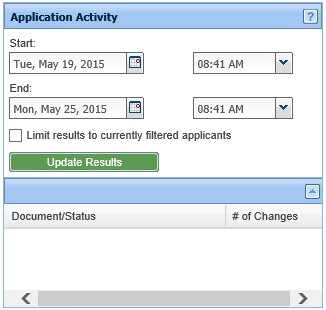 Application Activity ?
Start:
Tue, May 19, 2015 08:41 AM
End:
Mon, May 25, 2015 08:41 AM
Limit results to currently filtered applicants
Update Results
Document/Status # of Changes